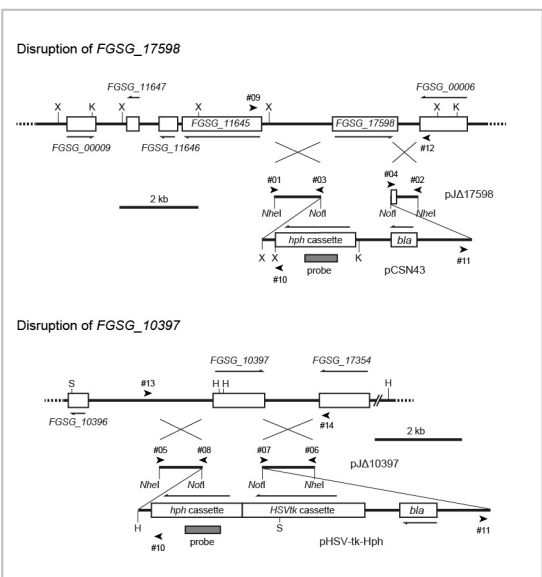 Disruption of FGSG_17598
FGSG_11647
FGSG_00006
#09
X K X X X X K
FGSG_11645 FGSG_17598
FGSG_00009 FGSG_11646
#12
#01 #03 #04 #02
pJΔ17598
2 kb
NheI NotI NotI NheI
hph cassette bla
#11
X X K
pCSN43
#10 probe
Disruption of FGSG_10397
FGSG_10397 FGSG_17354
S #13 H H H
FGSG_10396
#14
2 kb
#05 #08 #07 #06
pJΔ10397
NheI NotI NotI NheI
hph cassette HSVtk cassette bla
H S
#10 probe pHSV-tk-Hph #11